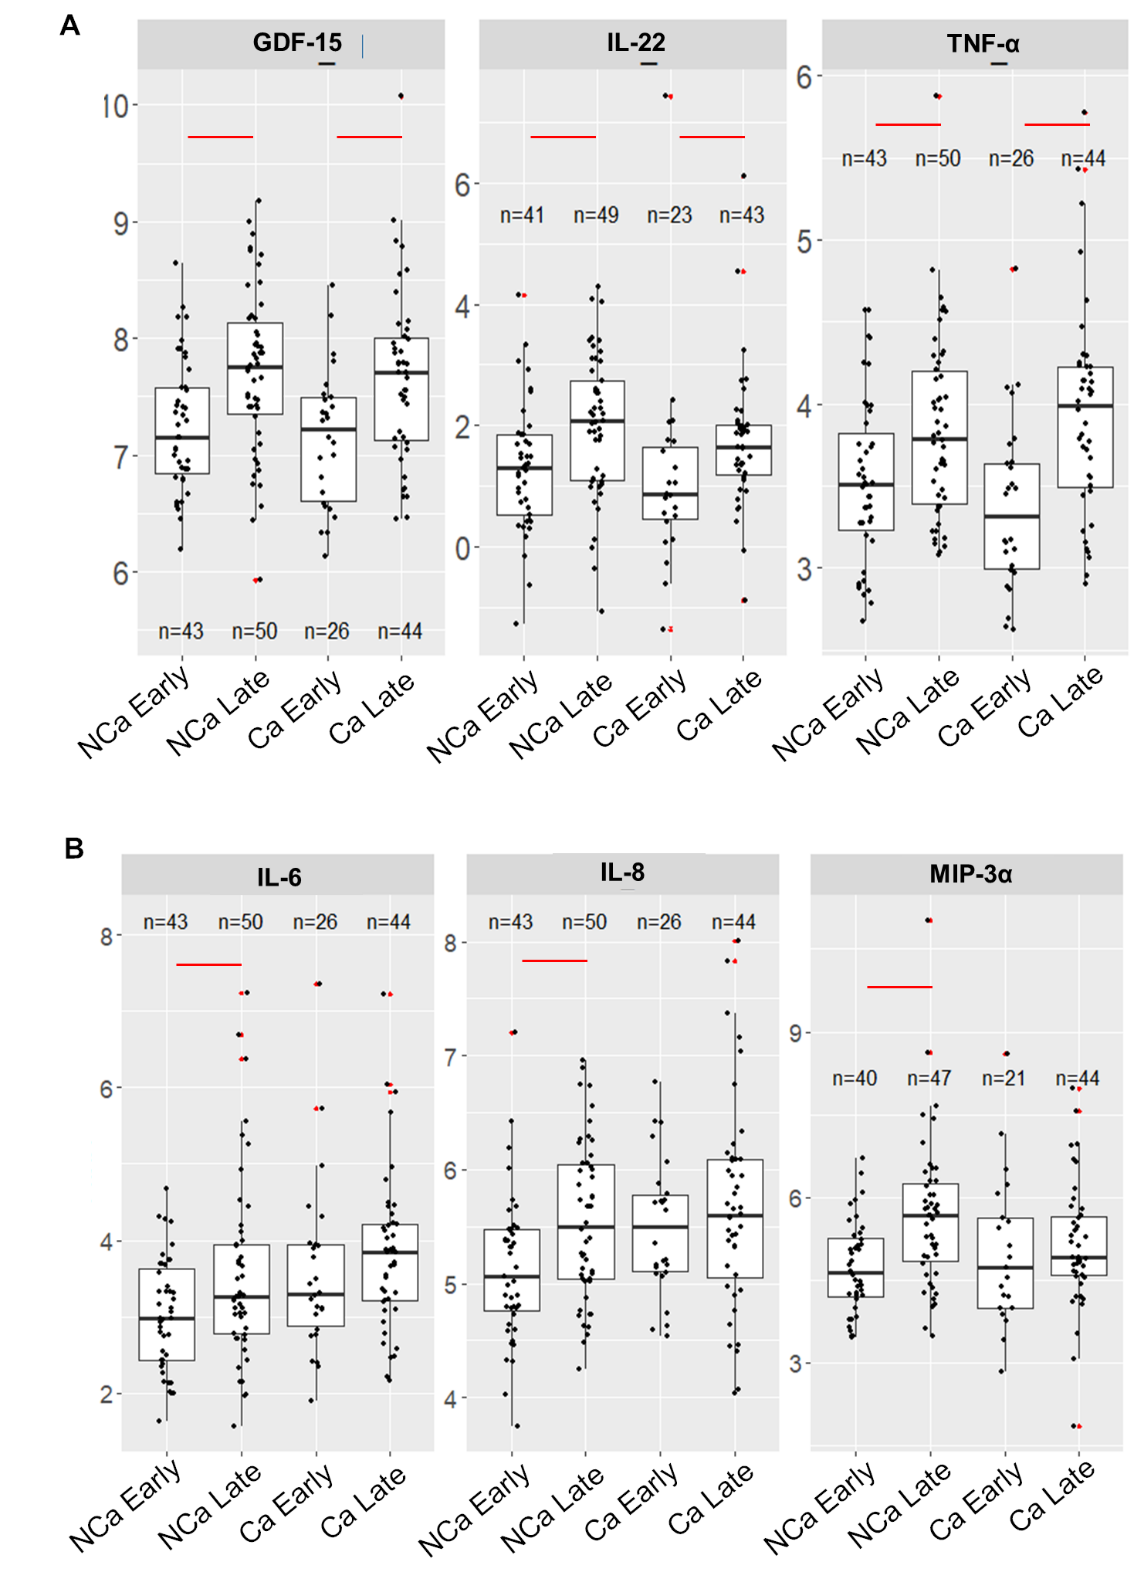 A
GDF-15 IL-22 TNF-α
10
9
8
7
6
n=43 n=50 n=26 n=44
NCa Early NCa Late Ca Early Ca Late
6
4
2
0
n=41 n=49 n=23 n=43
NCa Early NCa Late Ca Early Ca Late
6
5
4
3
n=43 n=50 n=26 n=44
NCa Early NCa Late Ca Early Ca Late
B
IL-6 IL-8 MIP-3α
n=43 n=50 n=26 n=44
8
6
4
2
NCa Early NCa Late Ca Early Ca Late
n=43 n=50 n=26 n=44
8
7
6
5
4
NCa Early NCa Late Ca Early Ca Late
9
6
3
n=40 n=47 n=21 n=44
NCa Early NCa Late Ca Early Ca Late